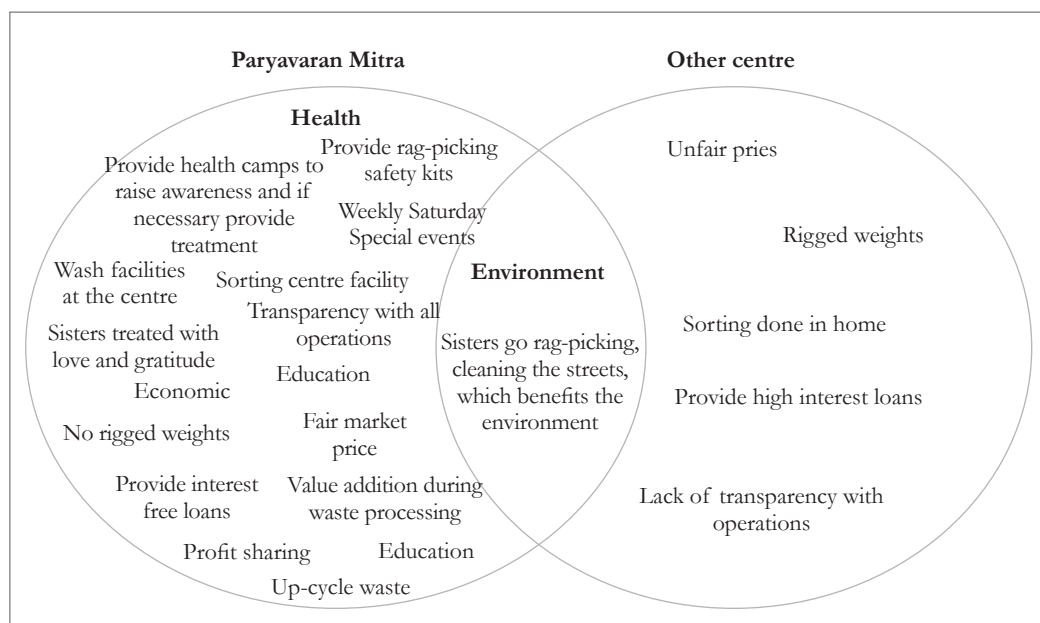 Paryavaran Mitra
Other centre
Health
Provide rag-picking
safety kits
Provide health camps to
raise awareness and if
necessary provide
treatment
Weekly Saturday
Special events
Wash facilities
at the centre
Sorting centre facility
Transparency with all
operations
Sisters treated with
love and gratitude
Economic
Education
No rigged weights
Fair market
price
Provide interest
free loans
Value addition during
waste processing
Profit sharing
Education
Up-cycle waste
Environment
Sisters go rag-picking,
cleaning the streets,
which benefits the
environment
Unfair pries
Rigged weights
Sorting done in home
Provide high interest loans
Lack of transparency with
operations